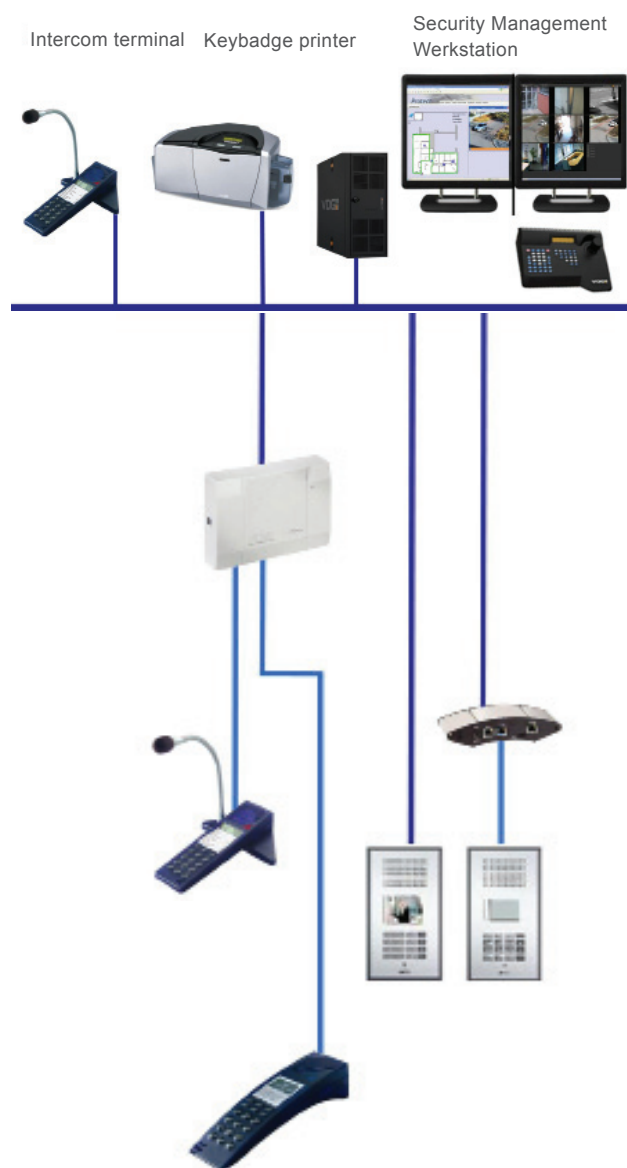 Intercom terminal
Keybadge printer
Security Management
Werkstation